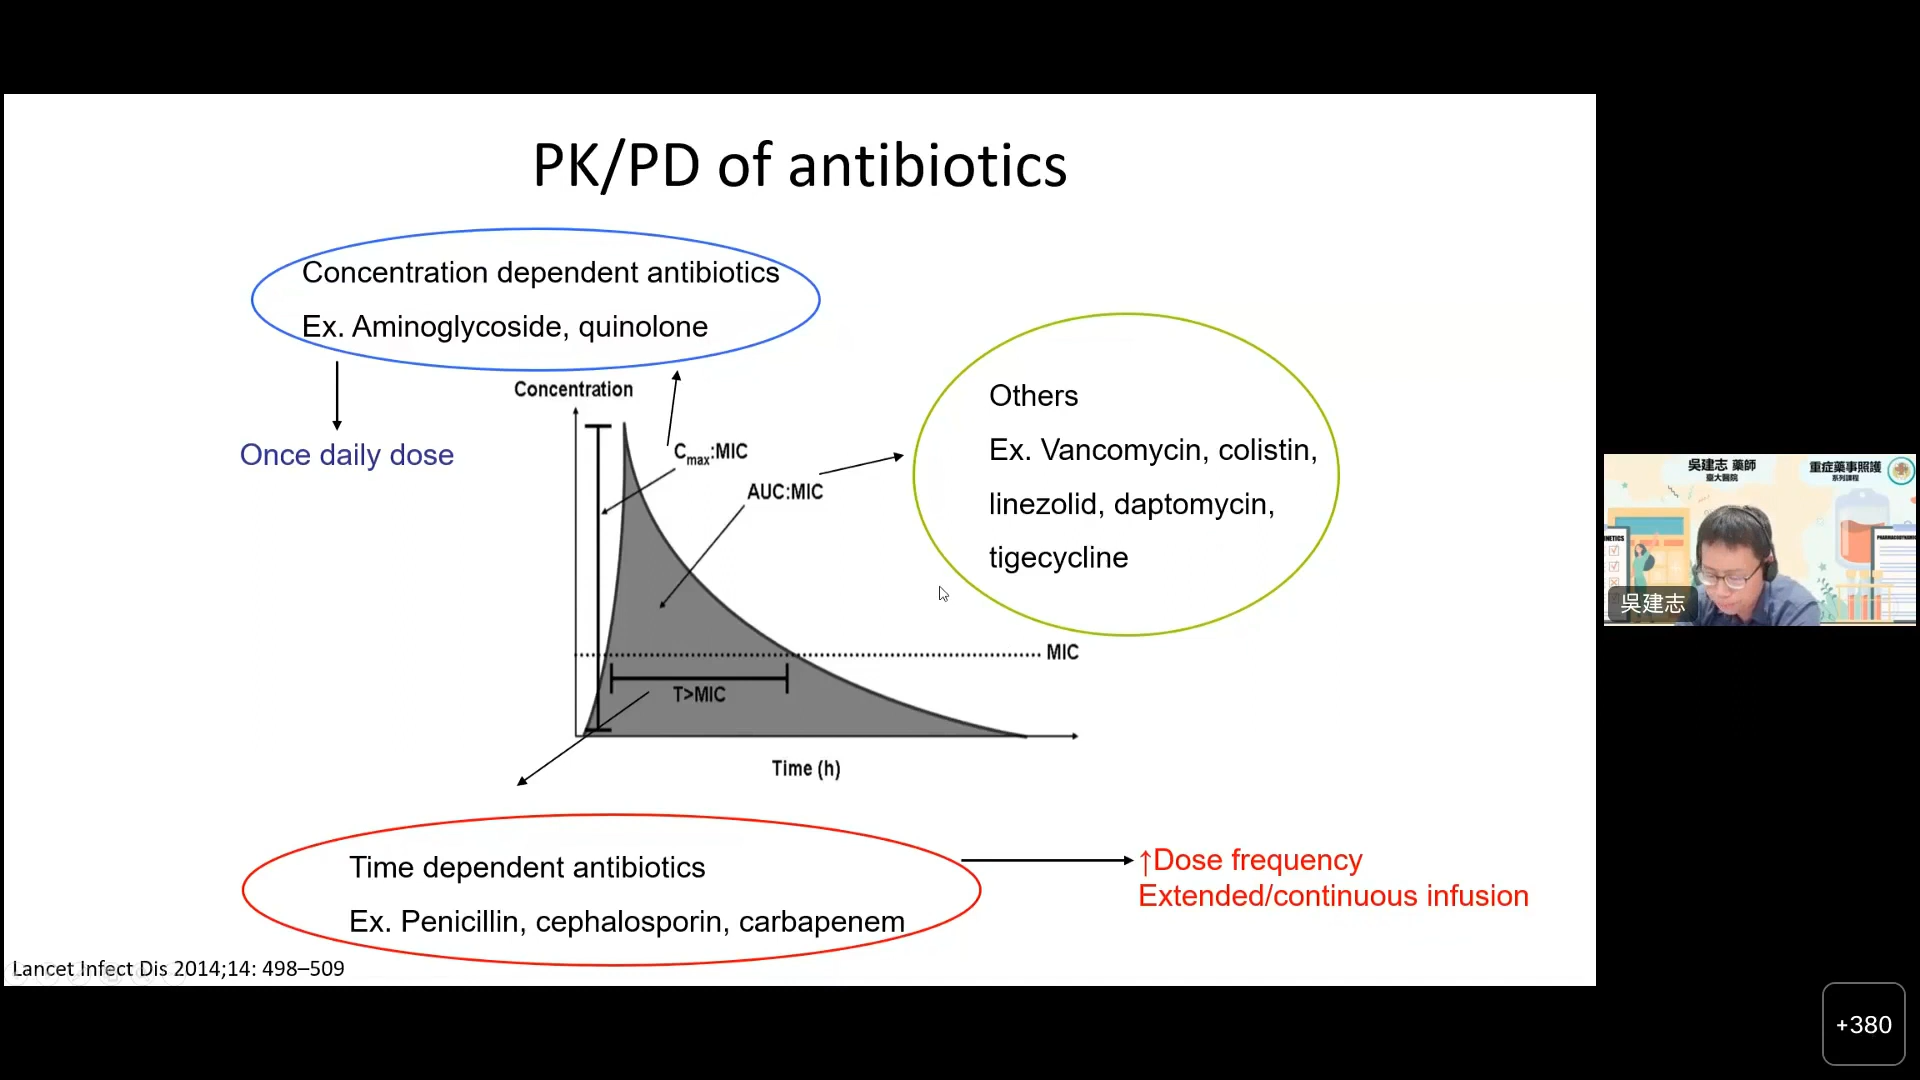 PK/PD of antibiotics
Concentration dependent antibiotics
Ex. Aminoglycoside, quinolone
Once daily dose
Concentration
Cmax:MIC
AUC:MIC
Others
Ex. Vancomycin, colistin,
linezolid, daptomycin,
tigecycline
MIC
T>MIC
Time (h)
Time dependent antibiotics
Ex. Penicillin, cephalosporin, carbapenem
↑Dose frequency
Extended/continuous infusion
Lancet Infect Dis 2014;14: 498–509
吳建志 藥師
臺大醫院
重症藥事照護
系列課程
吳建志
+380